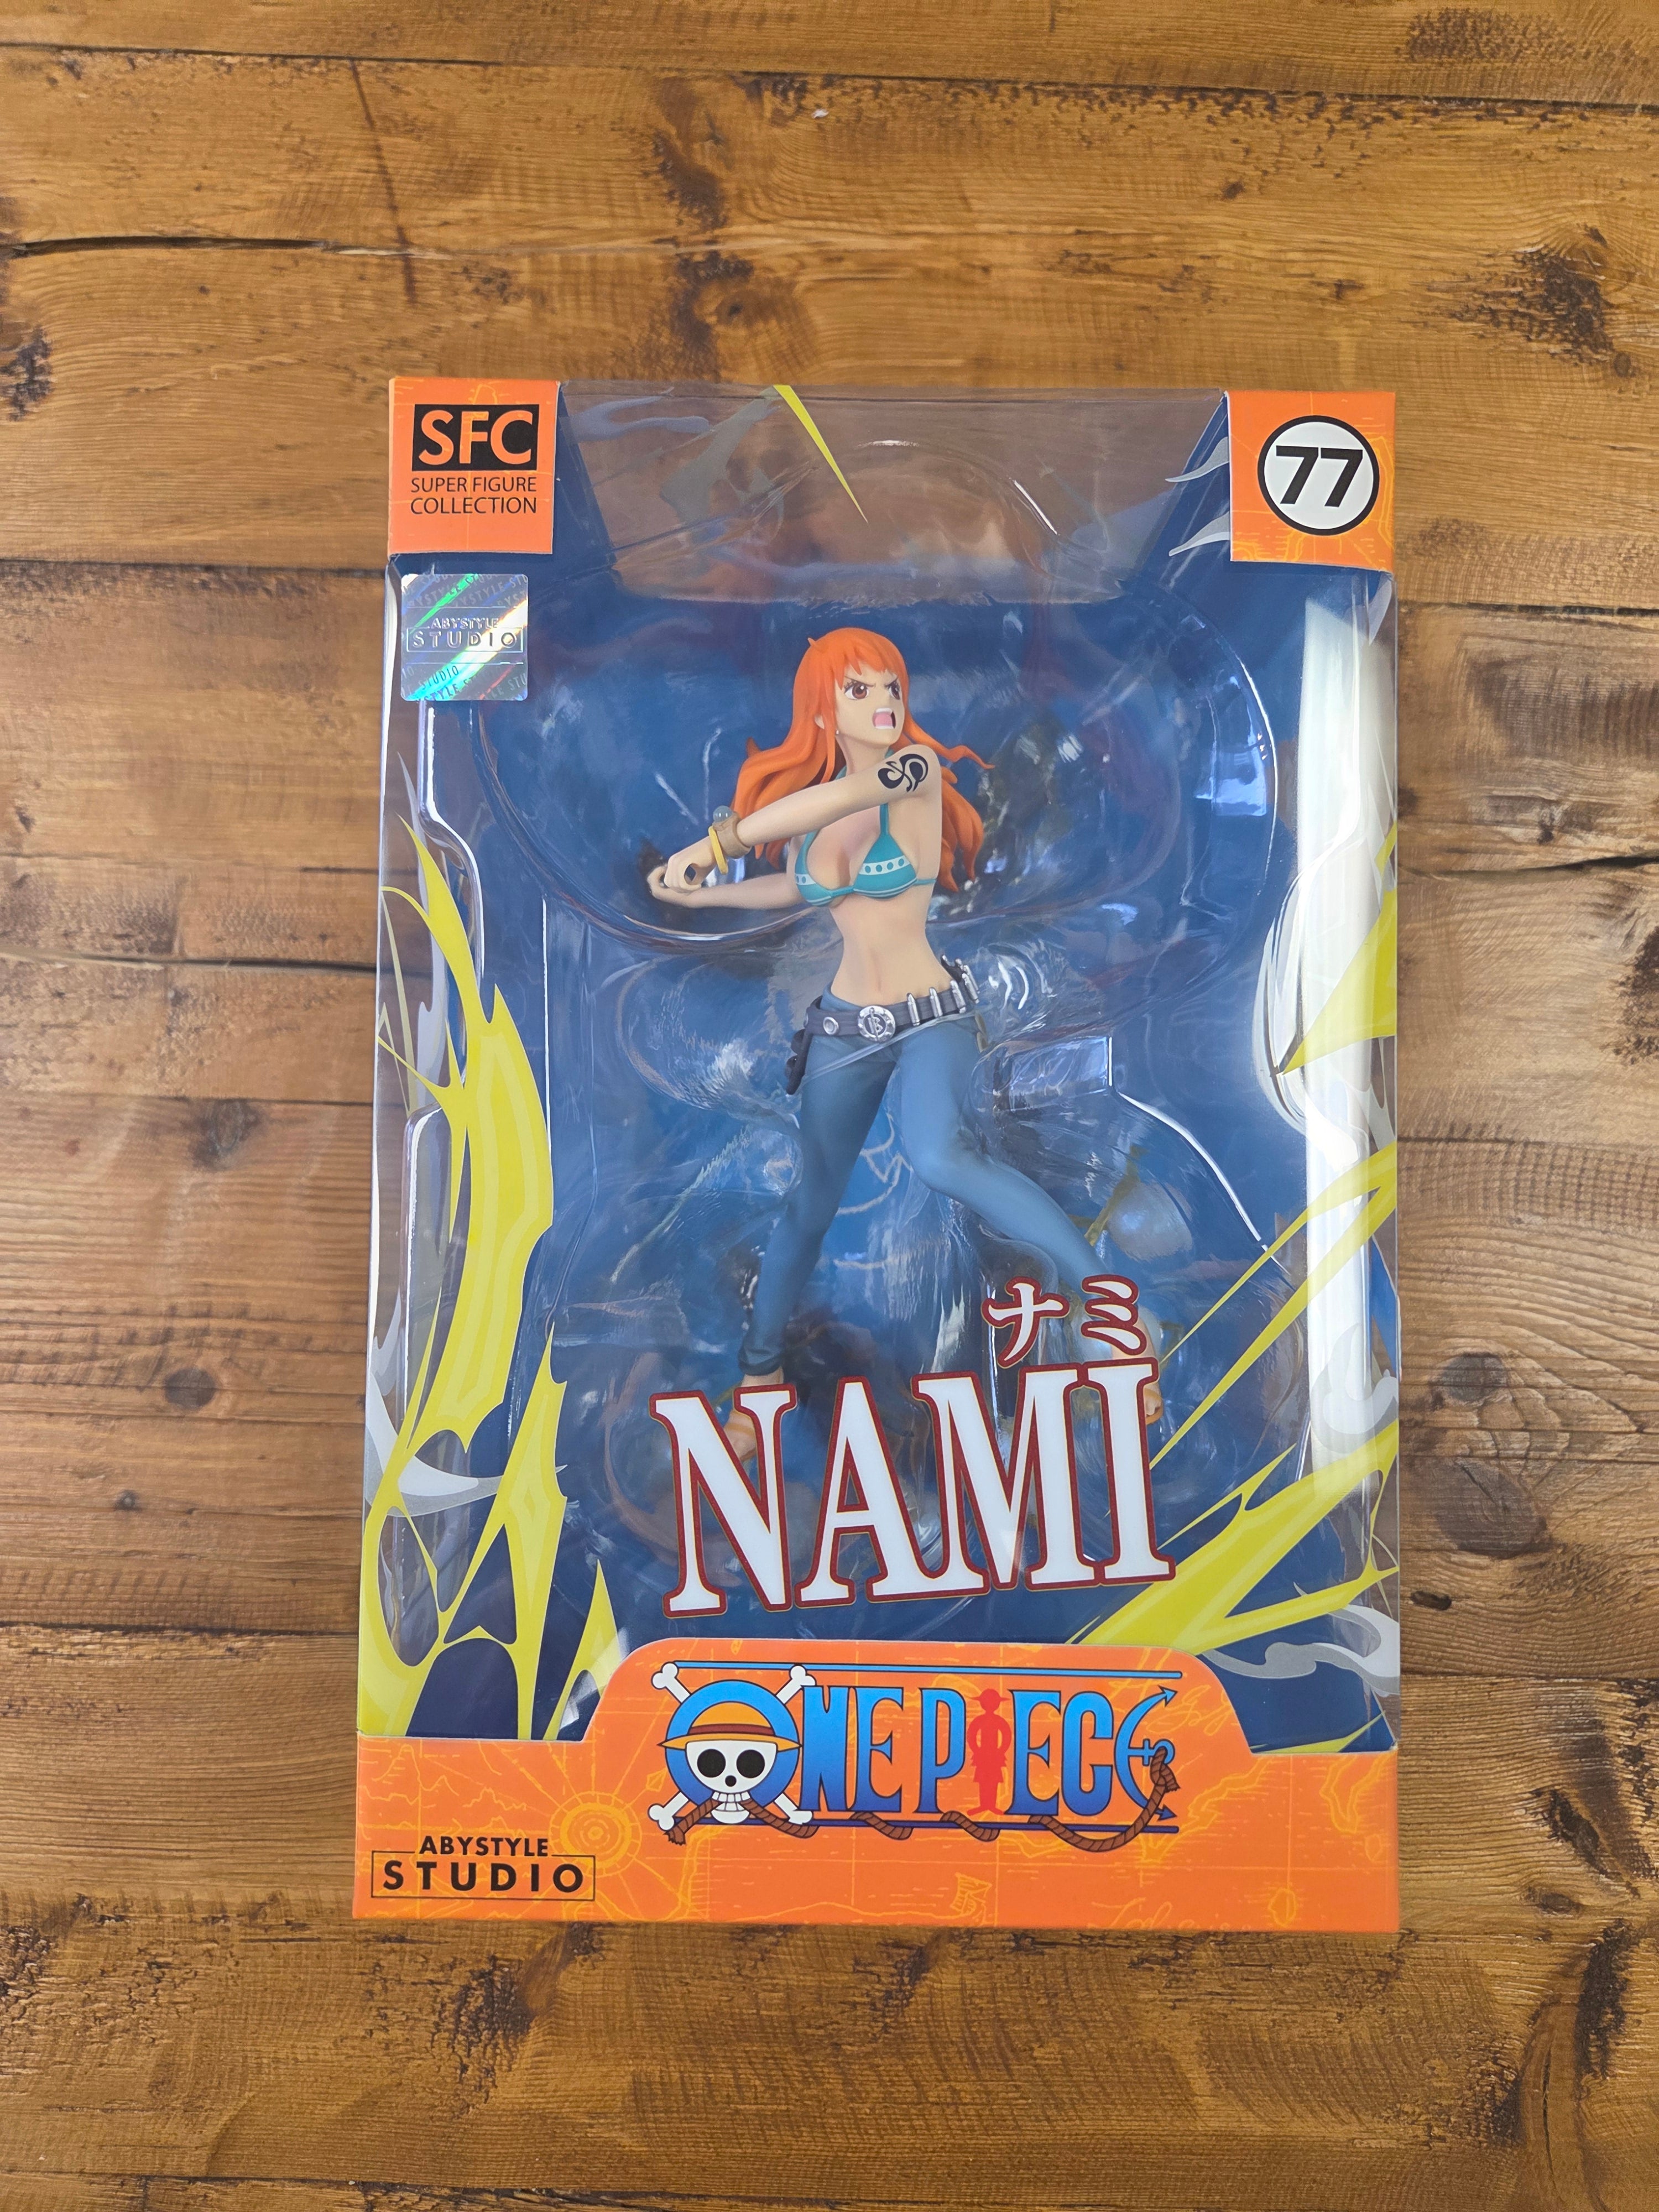 SFC
SUPER FIGURE
COLLECTION
77
ABYSTYLE
STUDIO
ナミ
NAMI
ONE PIECE
ABYSTYLE
STUDIO